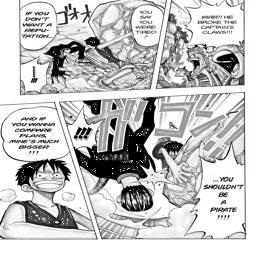 YARR!! HE
BROKE THE
CAPTAIN'S
CLAWS!!!
YOU
SAY
YOU
WERE
TIRED
IF YOU
DON'T
WANT
A REPU-
TATION...
ゴオォ
!!!
...YOU
SHOULDN'T
BE
A
PIRATE
!!!!
AND IF
YOU WANNA
COMPARE
PLANS,
MINE'S MUCH
BIGGER
!!!!